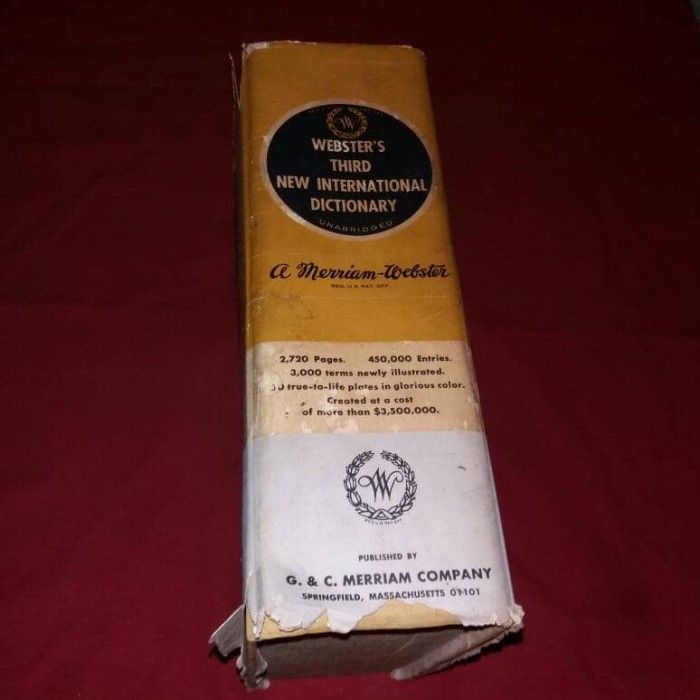 WEBSTER'S
THIRD
NEW INTERNATIONAL
DICTIONARY
UNABRIDGED
A Merriam-Webster
REG. U.S. PAT. OFF.
2,720 Pages. 450,000 Entries.
3,000 terms newly illustrated.
true-to-life plates in glorious color.
Created at a cost
of more than $3,500,000.
PUBLISHED BY
G. & C. MERRIAM COMPANY
SPRINGFIELD, MASSACHUSETTS 01101